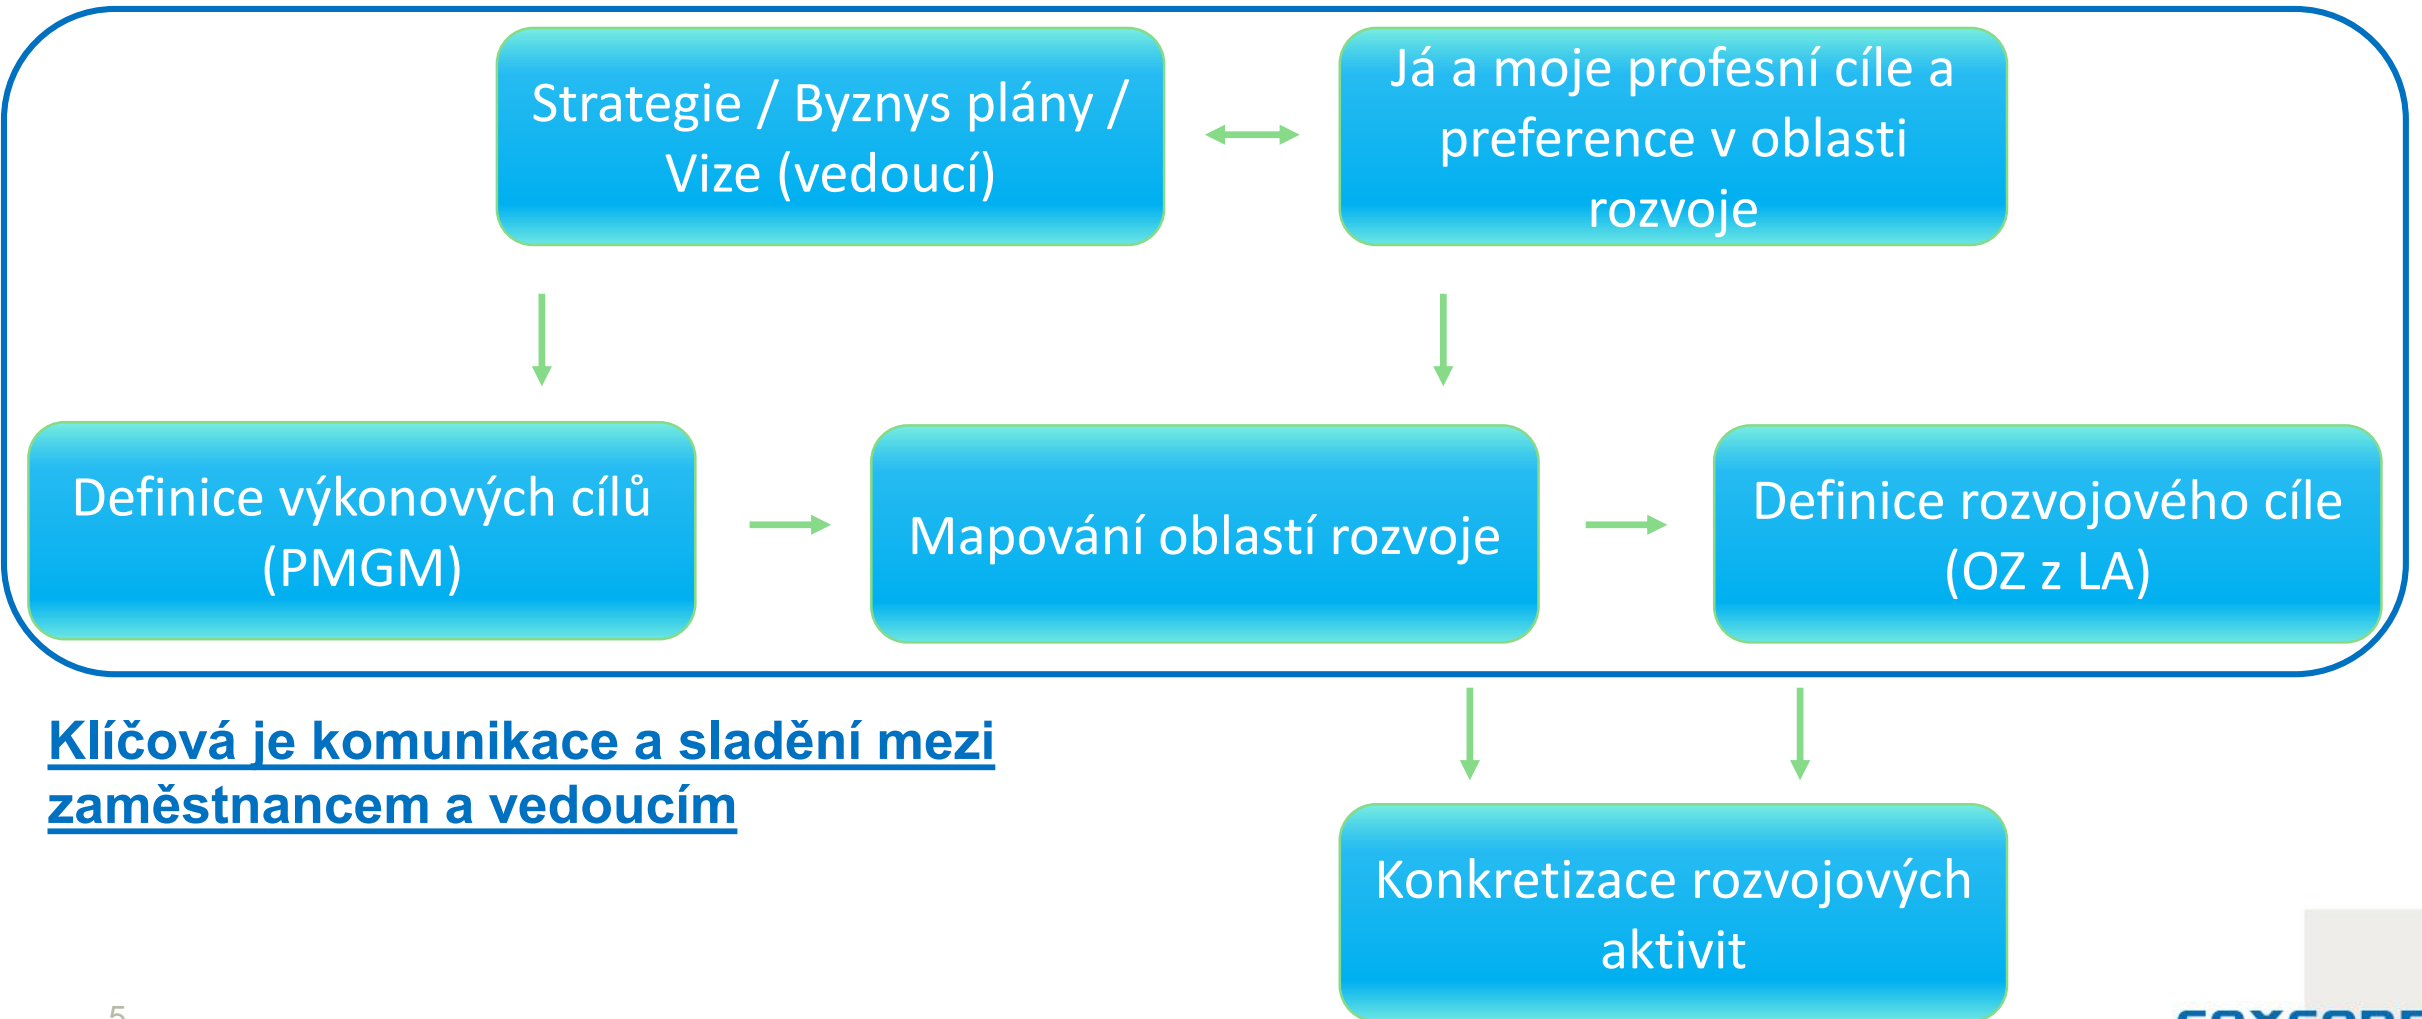 Strategie / Byznys plány /
Vize (vedoucí)
Já a moje profesní cíle a
preference v oblasti
rozvoje
Definice výkonových cílů
(PMGM)
Mapování oblastí rozvoje
Definice rozvojového cíle
(OZ z LA)
Klíčová je komunikace a sladění mezi
zaměstnancem a vedoucím
Konkretizace rozvojových
aktivit
5